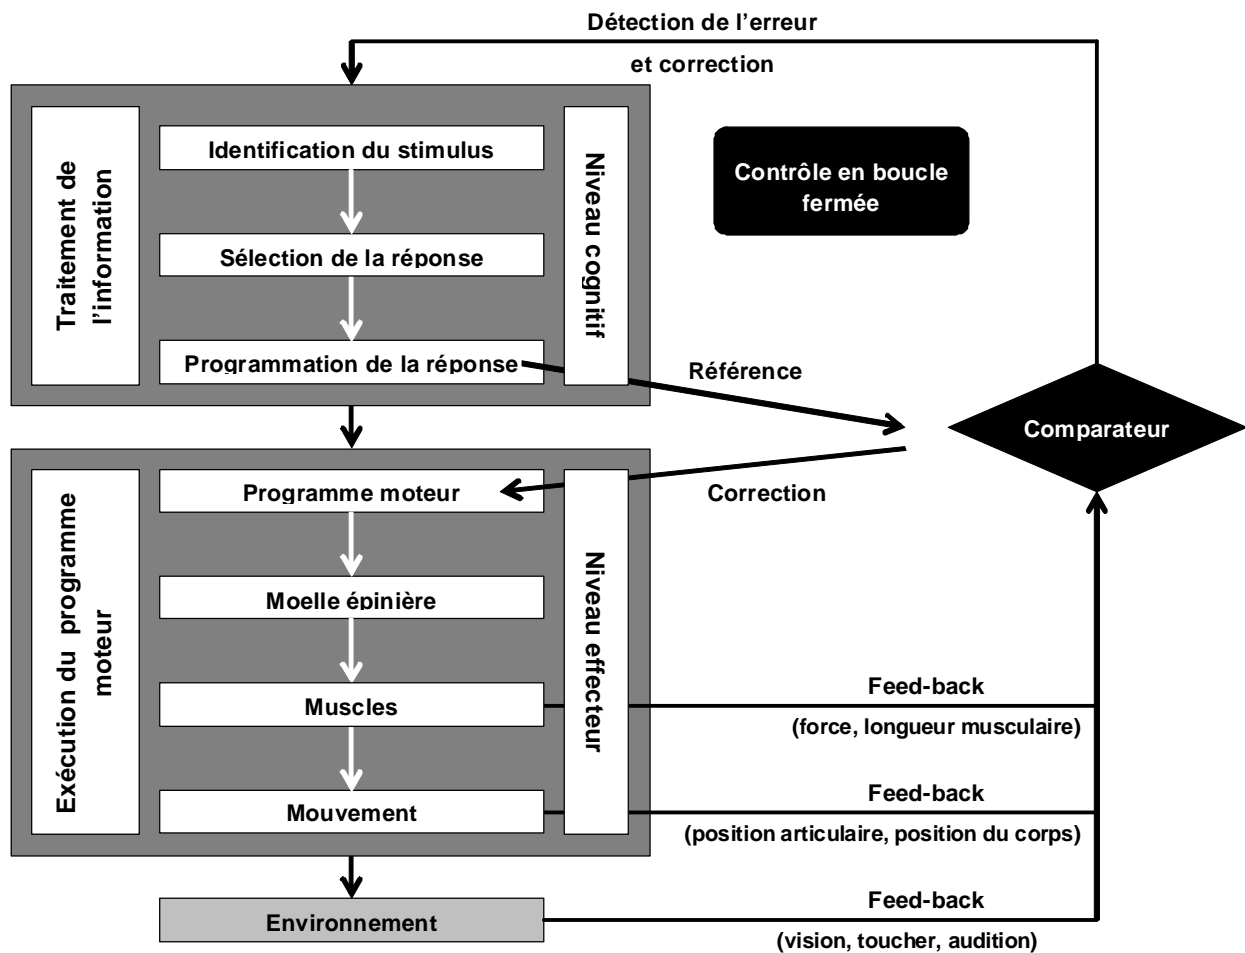 Détection de l'erreur
et correction
Traitement de
l'information
Identification du stimulus
Sélection de la réponse
Programmation de la réponse
Niveau cognitif
Contrôle en boucle
fermée
Référence
Comparateur
Correction
Exécution du programme
moteur
Programme moteur
Moelle épinière
Muscles
Mouvement
Niveau effecteur
Feed-back
(force, longueur musculaire)
Feed-back
(position articulaire, position du corps)
Environnement
Feed-back
(vision, toucher, audition)